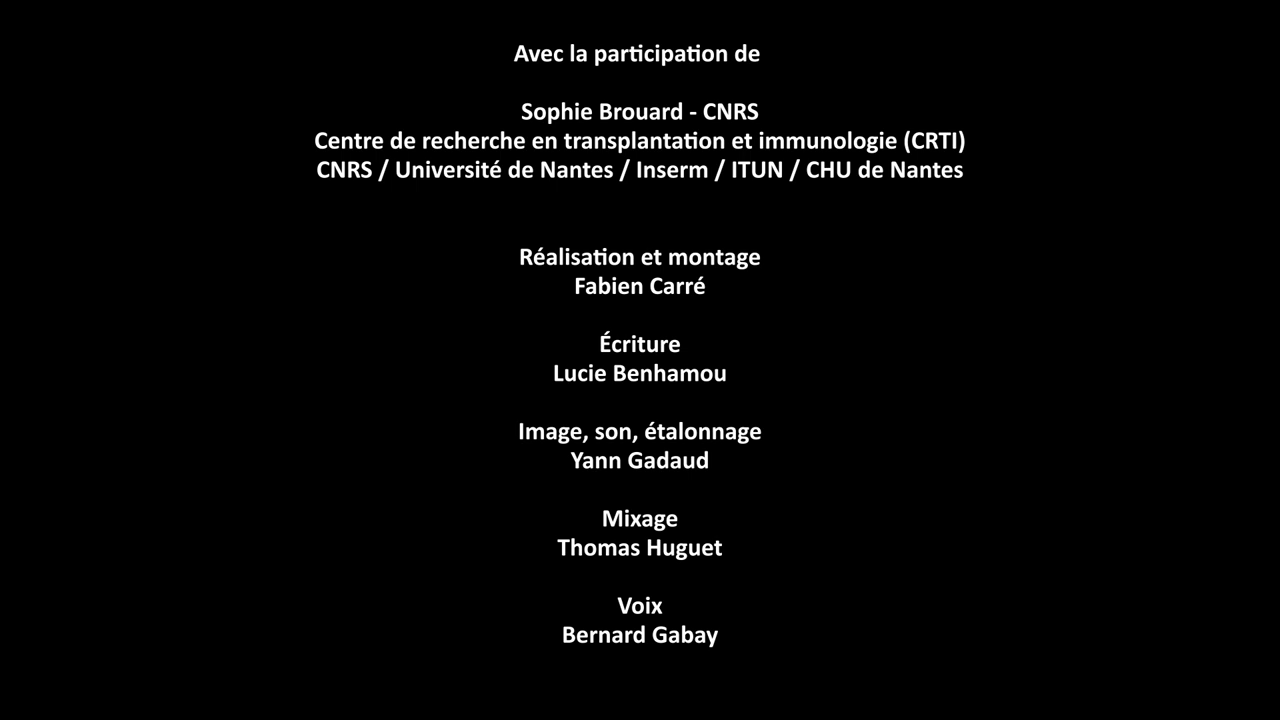 Avec la participation de
Sophie Brouard - CNRS
Centre de recherche en transplantation et immunologie (CRTI)
CNRS / Université de Nantes / Inserm / ITUN / CHU de Nantes
Réalisation et montage
Fabien Carré
Écriture
Lucie Benhamou
Image, son, étalonnage
Yann Gadaud
Mixage
Thomas Huguet
Voix
Bernard Gabay